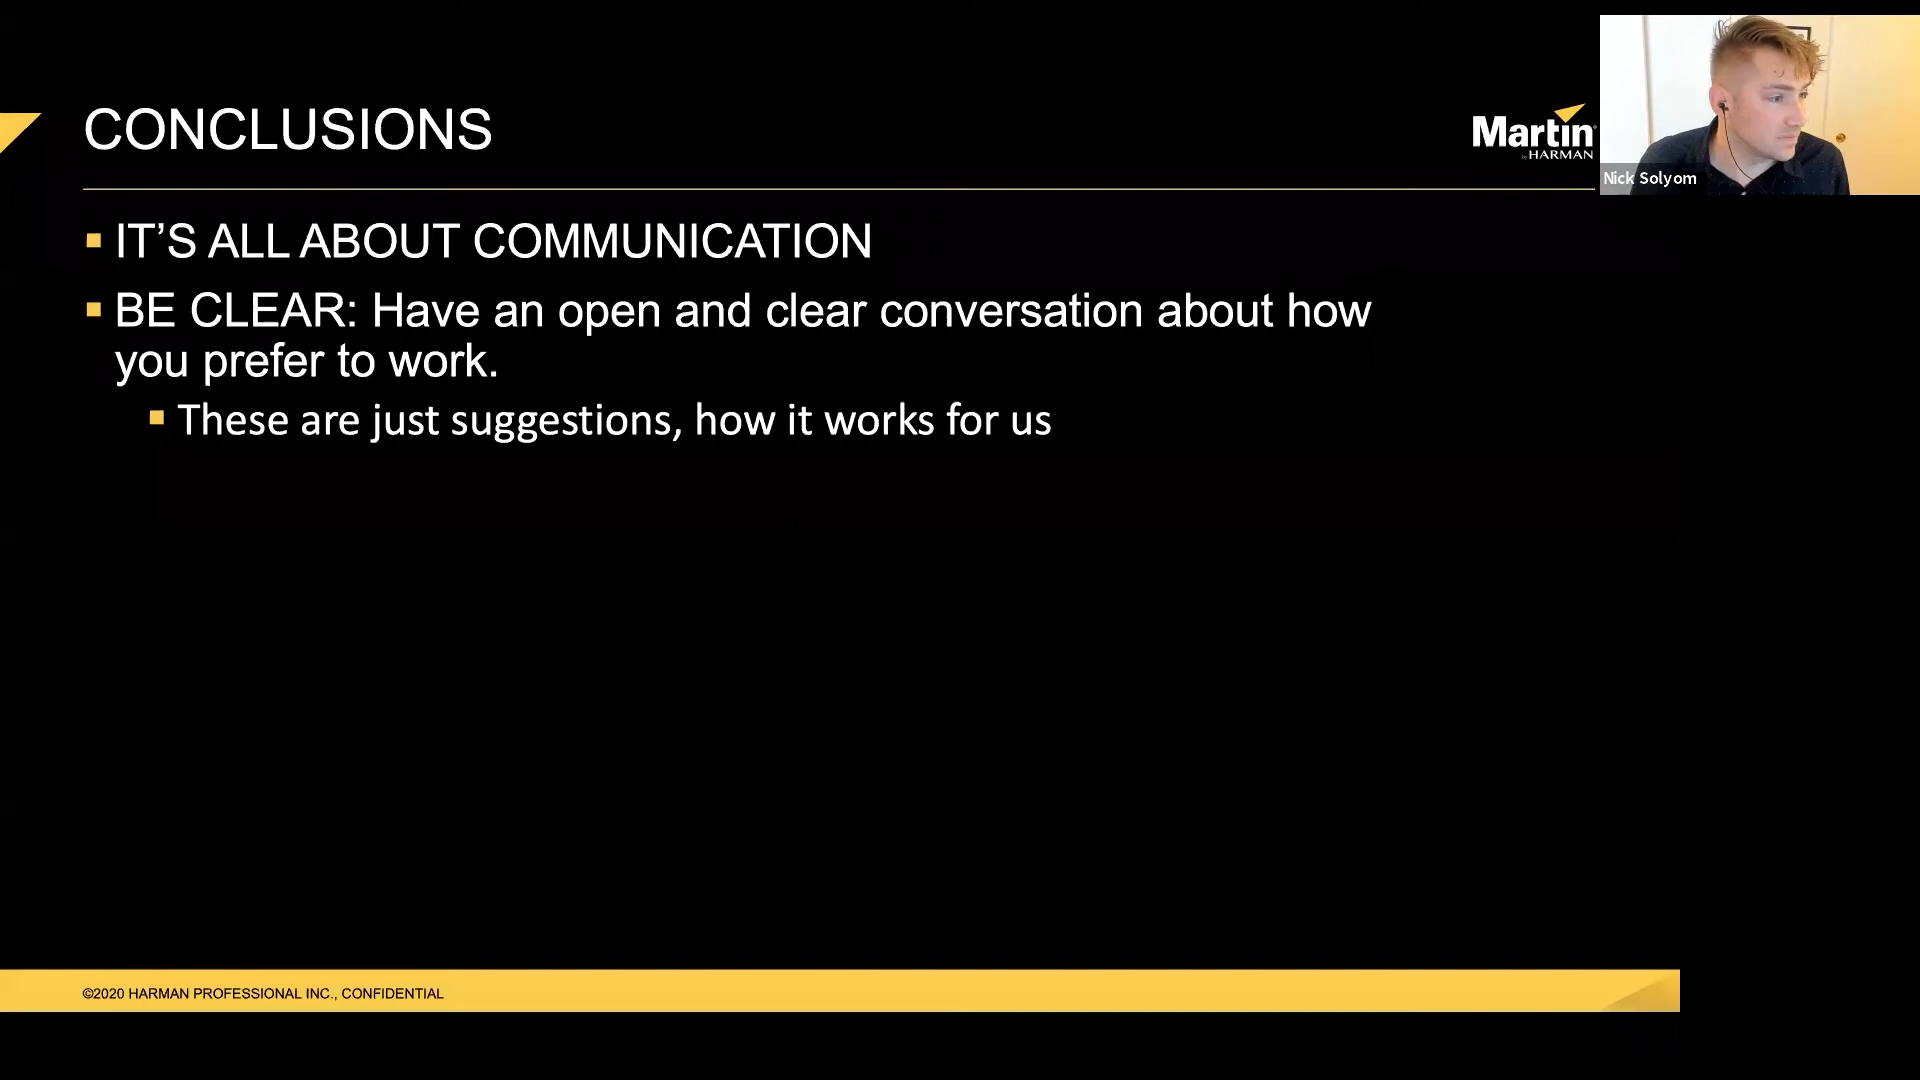 CONCLUSIONS
Martin
by HARMAN
Nick Solyom
IT’S ALL ABOUT COMMUNICATION
BE CLEAR: Have an open and clear conversation about how
you prefer to work.
These are just suggestions, how it works for us
©2020 HARMAN PROFESSIONAL INC., CONFIDENTIAL